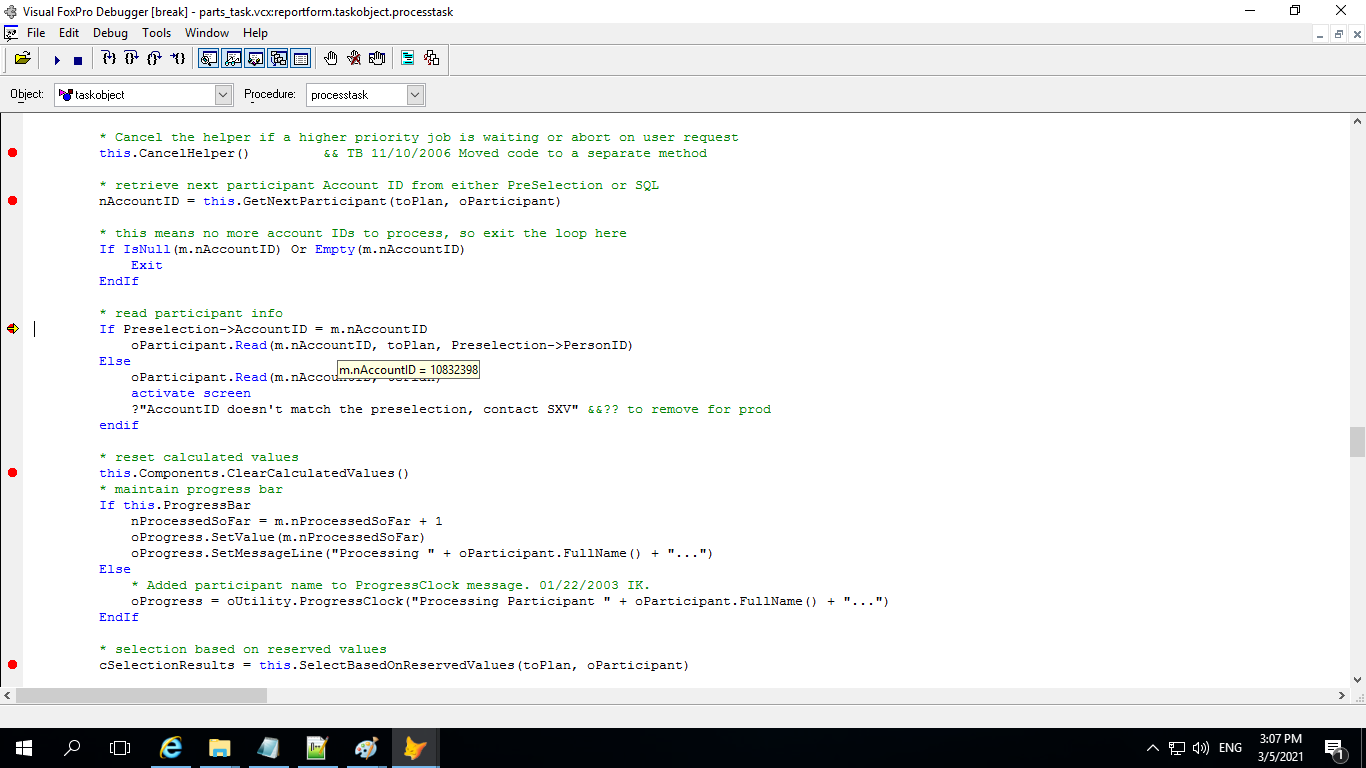 Visual FoxPro Debugger [break] - parts_task.vcx:reportform.taskobject.processtask
File Edit Debug Tools Window Help
Object: taskobject Procedure: processtask
* Cancel the helper if a higher priority job is waiting or abort on user request
this.CancelHelper() && TB 11/10/2006 Moved code to a separate method
* retrieve next participant Account ID from either PreSelection or SQL
nAccountID = this.GetNextParticipant(toPlan, oParticipant)
* this means no more account IDs to process, so exit the loop here
If IsNull(m.nAccountID) Or Empty(m.nAccountID)
Exit
EndIf
* read participant info
If Preselection->AccountID = m.nAccountID
oParticipant.Read(m.nAccountID, toPlan, Preselection->PersonID)
Else
m.nAccountID = 10832398
oParticipant.Read(m.nAccou
activate screen
?"AccountID doesn't match the preselection, contact SXV" &&?? to remove for prod
endif
* reset calculated values
this.Components.ClearCalculatedValues()
* maintain progress bar
If this.ProgressBar
nProcessedSoFar = m.nProcessedSoFar + 1
oProgress.SetValue(m.nProcessedSoFar)
oProgress.SetMessageLine("Processing " + oParticipant.FullName() + "...")
Else
* Added participant name to ProgressClock message. 01/22/2003 IK.
oProgress = oUtility.ProgressClock("Processing Participant " + oParticipant.FullName() + "...")
EndIf
* selection based on reserved values
cSelectionResults = this.SelectBasedOnReservedValues(toPlan, oParticipant)
ENG
3:07 PM
3/5/2021
1